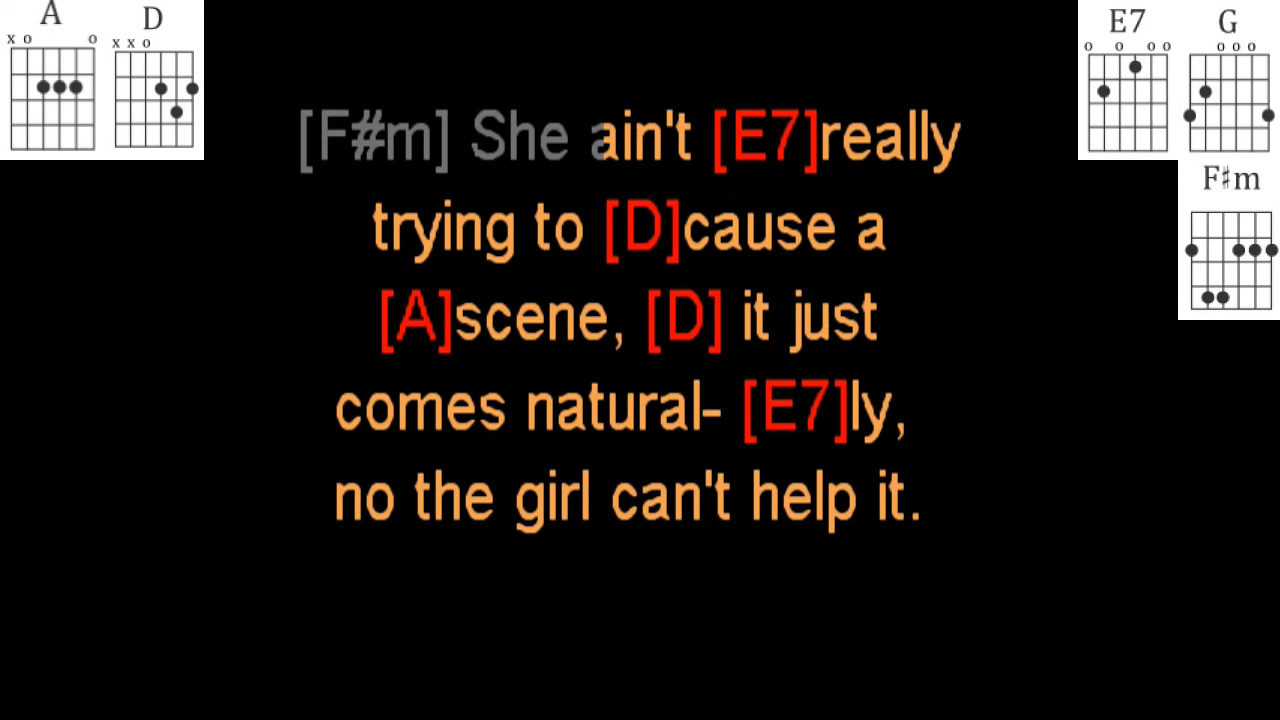 A D E7 G
x o o x x o o o o o o o o
F♯m
[F#m] She ain't [E7]really
trying to [D]cause a
[A]scene, [D] it just
comes natural- [E7]ly,
no the girl can't help it.